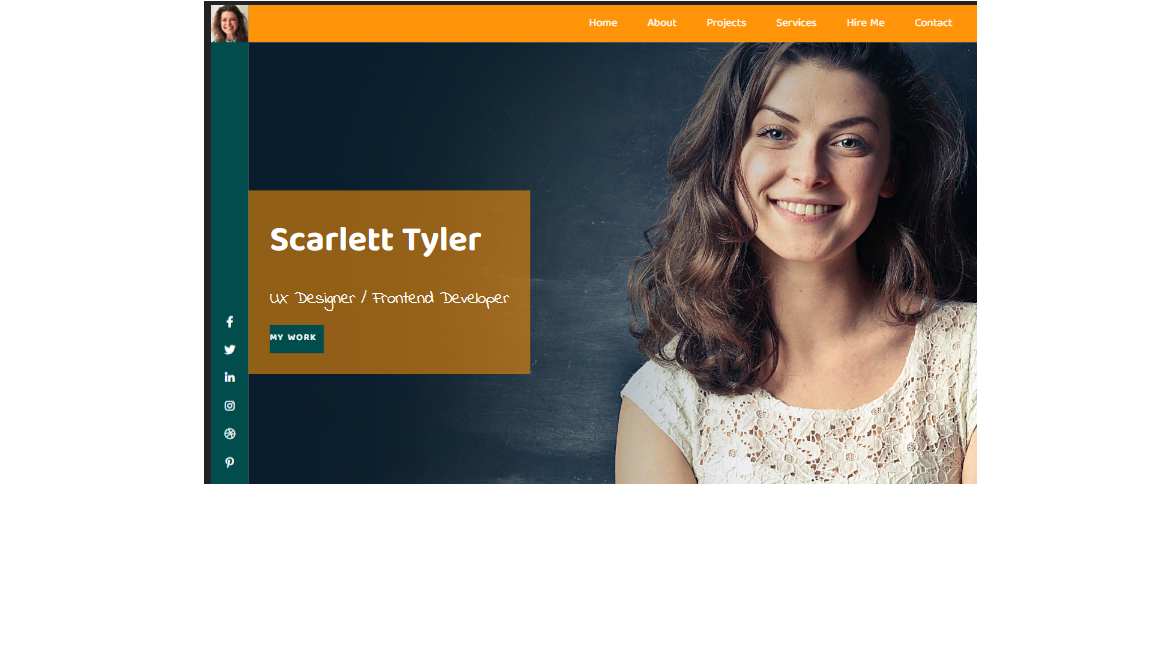 Home About Projects Services Hire Me Contact
Scarlett Tyler
UX Designer / Frontend Developer
MY WORK